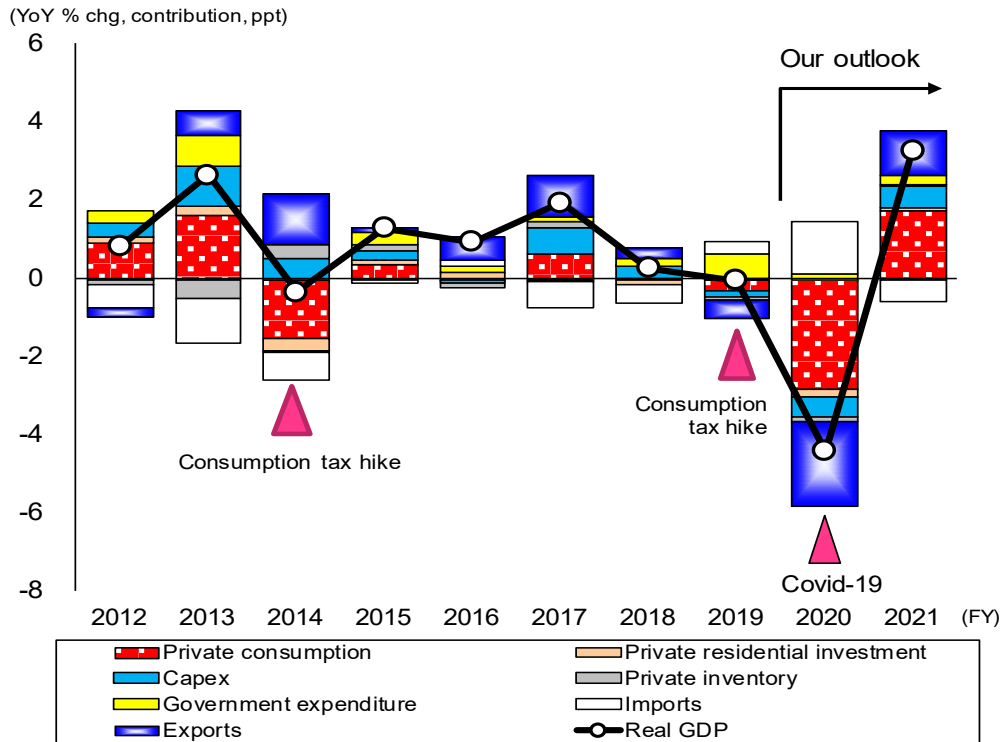 (YoY % chg, contribution, ppt)
6
Our outlook
4
2
0
-2
Consumption
tax hike
-4
Consumption tax hike
-6
Covid-19
-8
2012 2013 2014 2015 2016 2017 2018 2019 2020 2021 (FY)
Private consumption Private residential investment
Capex Private inventory
Government expenditure Imports
Exports Real GDP